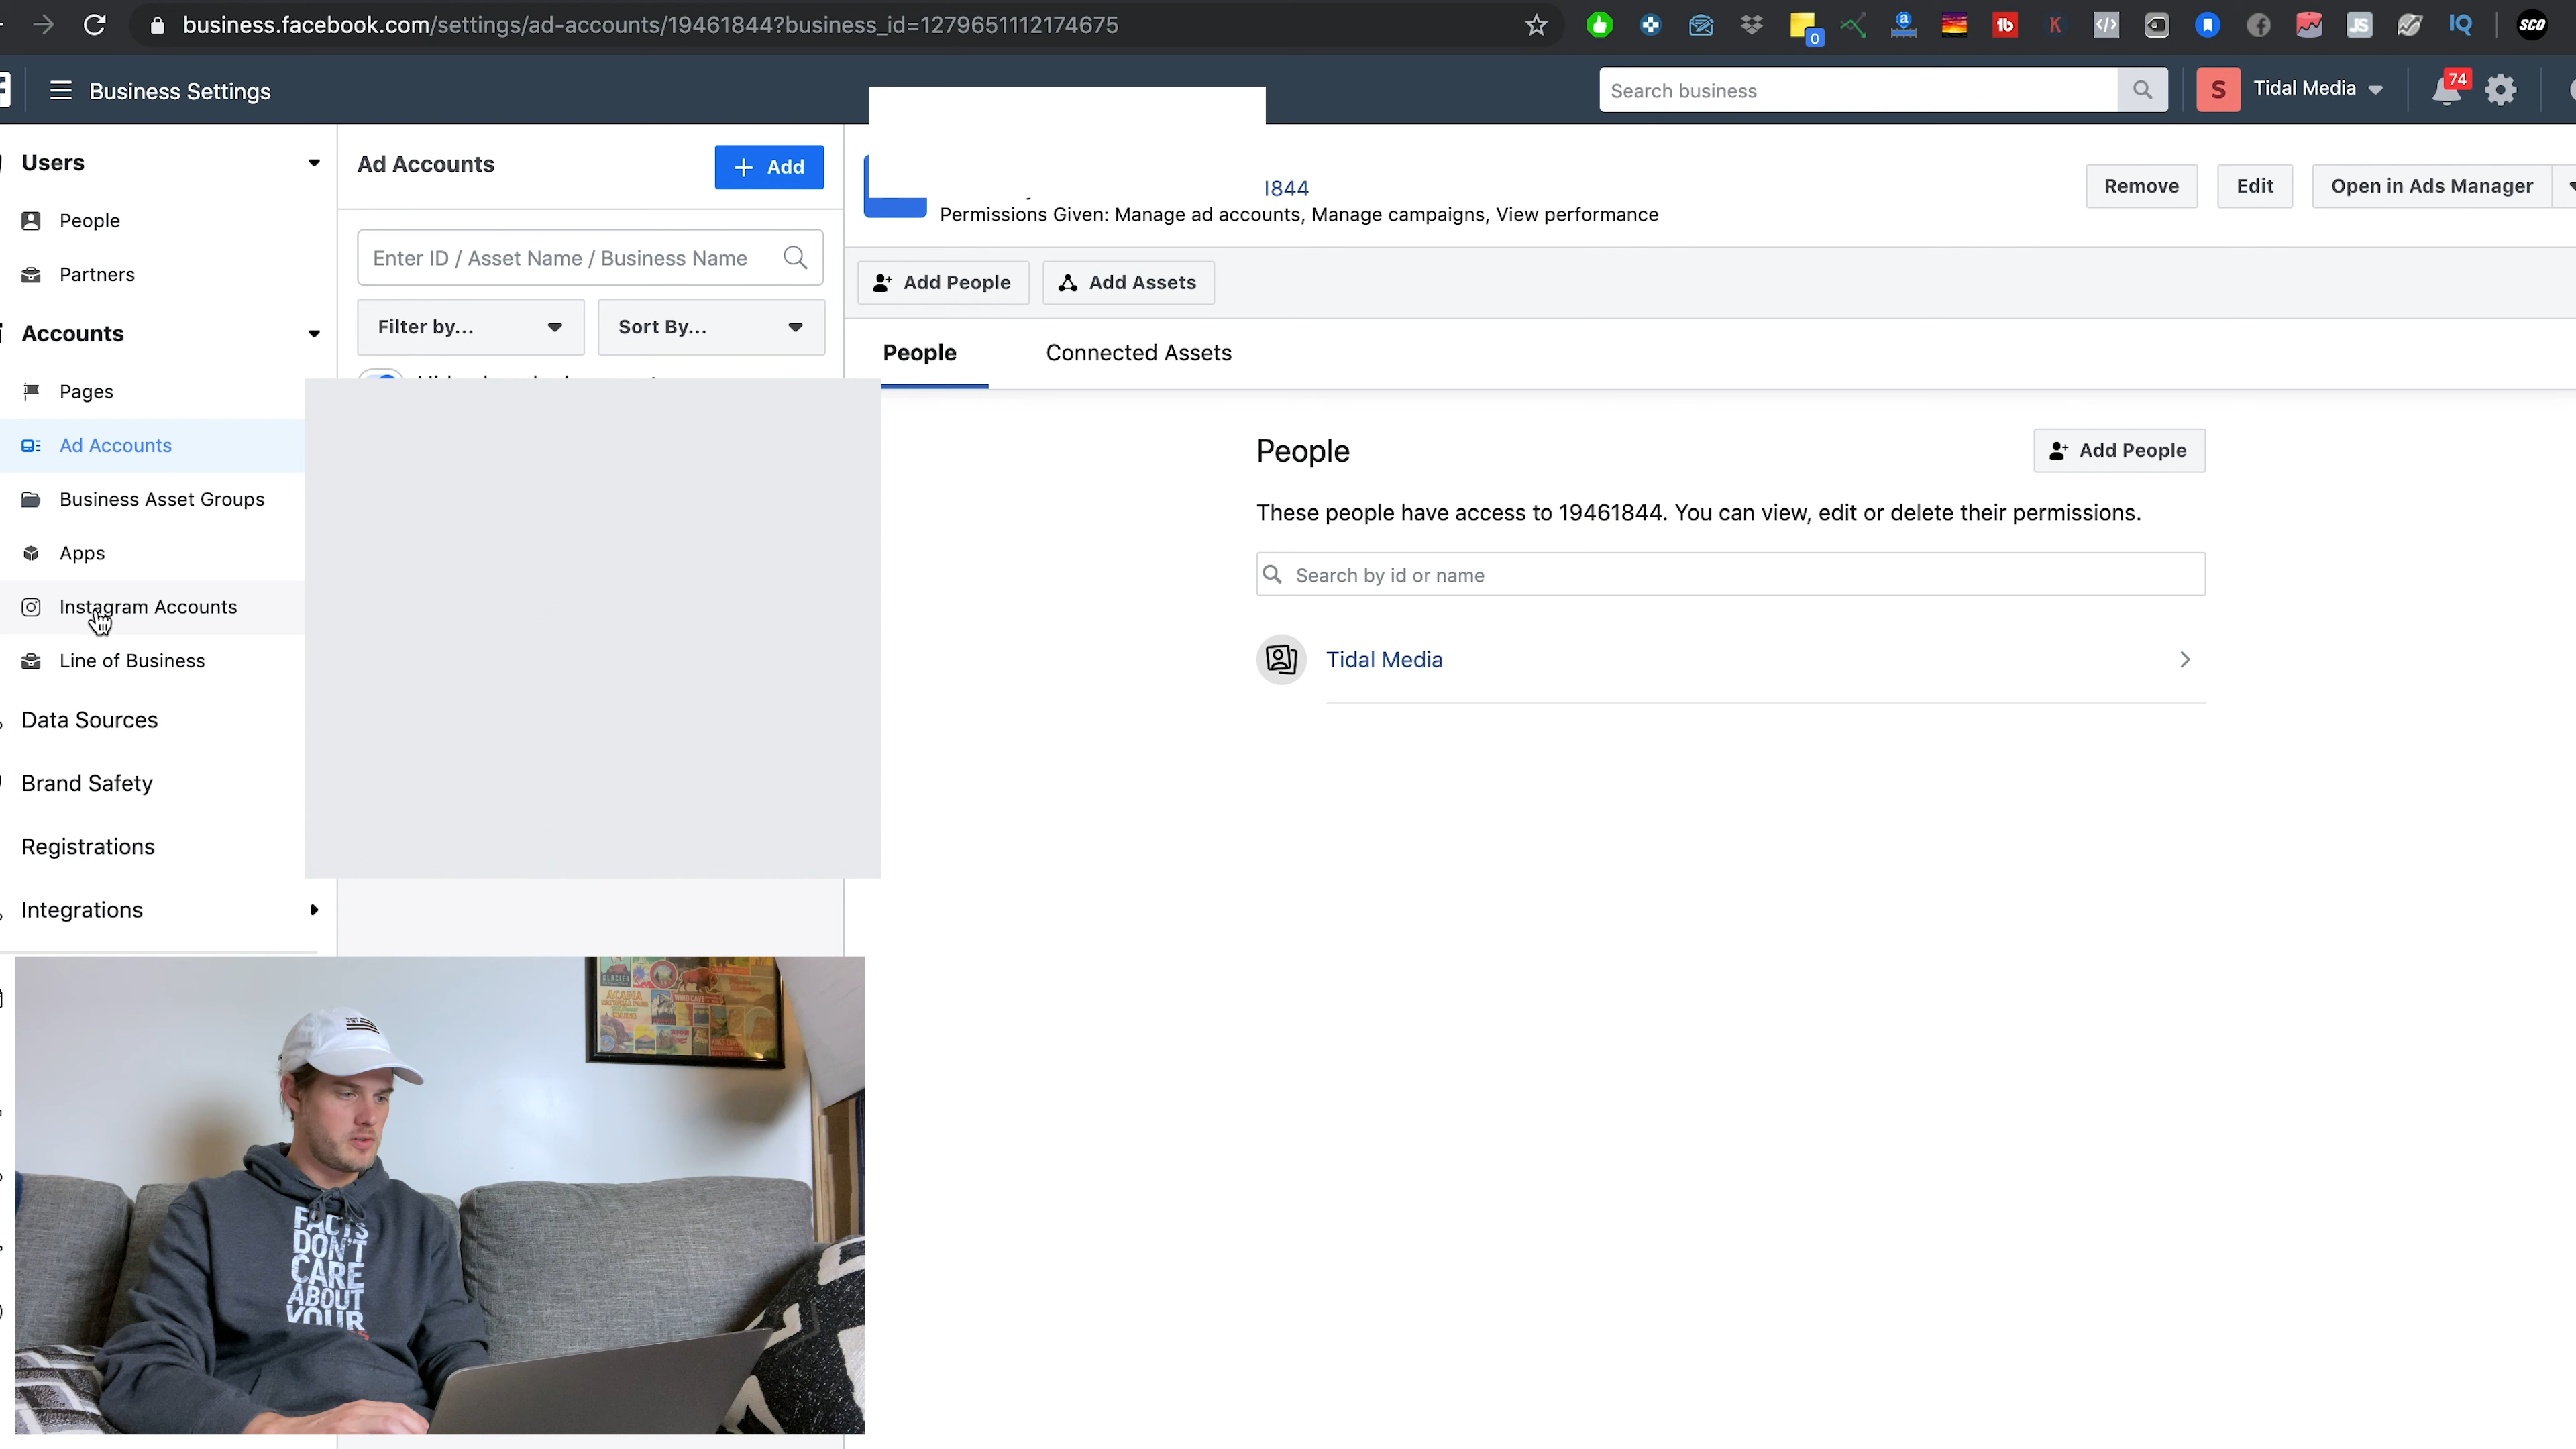 business.facebook.com/settings/ad-accounts/19461844?business_id=1279651112174675
0
SCO
Business Settings
Search business
S
Tidal Media
74
Users
People
Partners
Accounts
Pages
Ad Accounts
Business Asset Groups
Apps
Instagram Accounts
Line of Business
Data Sources
Brand Safety
Registrations
Integrations
Ad Accounts
+ Add
Enter ID / Asset Name / Business Name
Filter by...
Sort By...
1844
Permissions Given: Manage ad accounts, Manage campaigns, View performance
Remove
Edit
Open in Ads Manager
Add People
Add Assets
People
Connected Assets
People
Add People
These people have access to 19461844. You can view, edit or delete their permissions.
Search by id or name
Tidal Media
FACTS
DON'T
CARE
ABOUT
YOUR